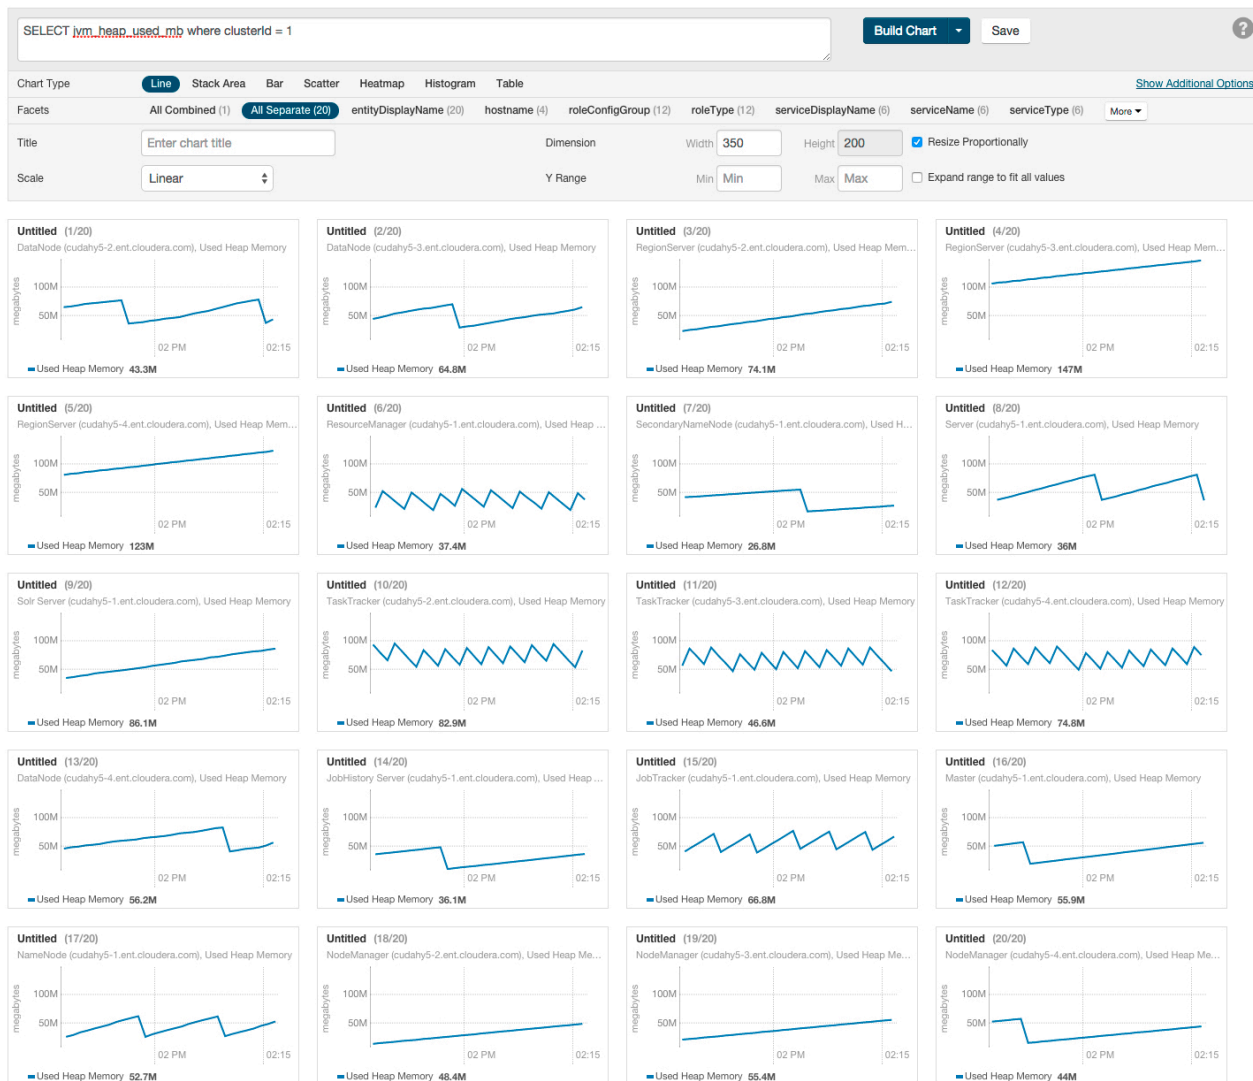 SELECT jvm_heap_used_mb where clusterId = 1
Build Chart
Save
?
Chart Type
Line
Stack Area
Bar
Scatter
Heatmap
Histogram
Table
Show Additional Options
Facets
All Combined (1)
All Separate (20)
entityDisplayName (20)
hostname (4)
roleConfigGroup (12)
roleType (12)
serviceDisplayName (6)
serviceName (6)
serviceType (6)
More
Title
Enter chart title
Dimension
Width
350
Height
200
Resize Proportionally
Scale
Linear
Y Range
Min
Min
Max
Max
Expand range to fit all values
Untitled (1/20)
DataNode (cudahy5-2.ent.cloudera.com), Used Heap Memory
megabytes
100M
50M
02 PM
02:15
Used Heap Memory 43.3M
Untitled (2/20)
DataNode (cudahy5-3.ent.cloudera.com), Used Heap Memory
megabytes
100M
50M
02 PM
02:15
Used Heap Memory 64.8M
Untitled (3/20)
RegionServer (cudahy5-2.ent.cloudera.com), Used Heap Mem...
megabytes
100M
50M
02 PM
02:15
Used Heap Memory 74.1M
Untitled (4/20)
RegionServer (cudahy5-3.ent.cloudera.com), Used Heap Mem...
megabytes
100M
50M
02 PM
02:15
Used Heap Memory 147M
Untitled (5/20)
RegionServer (cudahy5-4.ent.cloudera.com), Used Heap Mem...
megabytes
100M
50M
02 PM
02:15
Used Heap Memory 123M
Untitled (6/20)
ResourceManager (cudahy5-1.ent.cloudera.com), Used Heap ...
megabytes
100M
50M
02 PM
02:15
Used Heap Memory 37.4M
Untitled (7/20)
SecondaryNameNode (cudahy5-1.ent.cloudera.com), Used H...
megabytes
100M
50M
02 PM
02:15
Used Heap Memory 26.8M
Untitled (8/20)
Server (cudahy5-1.ent.cloudera.com), Used Heap Memory
megabytes
100M
50M
02 PM
02:15
Used Heap Memory 36M
Untitled (9/20)
Solr Server (cudahy5-1.ent.cloudera.com), Used Heap Memory
megabytes
100M
50M
02 PM
02:15
Used Heap Memory 86.1M
Untitled (10/20)
TaskTracker (cudahy5-2.ent.cloudera.com), Used Heap Memory
megabytes
100M
50M
02 PM
02:15
Used Heap Memory 82.9M
Untitled (11/20)
TaskTracker (cudahy5-3.ent.cloudera.com), Used Heap Memory
megabytes
100M
50M
02 PM
02:15
Used Heap Memory 46.6M
Untitled (12/20)
TaskTracker (cudahy5-4.ent.cloudera.com), Used Heap Memory
megabytes
100M
50M
02 PM
02:15
Used Heap Memory 74.8M
Untitled (13/20)
DataNode (cudahy5-4.ent.cloudera.com), Used Heap Memory
megabytes
100M
50M
02 PM
02:15
Used Heap Memory 56.2M
Untitled (14/20)
JobHistory Server (cudahy5-1.ent.cloudera.com), Used Heap ...
megabytes
100M
50M
02 PM
02:15
Used Heap Memory 36.1M
Untitled (15/20)
JobTracker (cudahy5-1.ent.cloudera.com), Used Heap Memory
megabytes
100M
50M
02 PM
02:15
Used Heap Memory 66.8M
Untitled (16/20)
Master (cudahy5-1.ent.cloudera.com), Used Heap Memory
megabytes
100M
50M
02 PM
02:15
Used Heap Memory 55.9M
Untitled (17/20)
NameNode (cudahy5-1.ent.cloudera.com), Used Heap Memory
megabytes
100M
50M
02 PM
02:15
Used Heap Memory 52.7M
Untitled (18/20)
NodeManager (cudahy5-2.ent.cloudera.com), Used Heap Me...
megabytes
100M
50M
02 PM
02:15
Used Heap Memory 48.4M
Untitled (19/20)
NodeManager (cudahy5-3.ent.cloudera.com), Used Heap Me...
megabytes
100M
50M
02 PM
02:15
Used Heap Memory 55.4M
Untitled (20/20)
NodeManager (cudahy5-4.ent.cloudera.com), Used Heap Me...
megabytes
100M
50M
02 PM
02:15
Used Heap Memory 44M